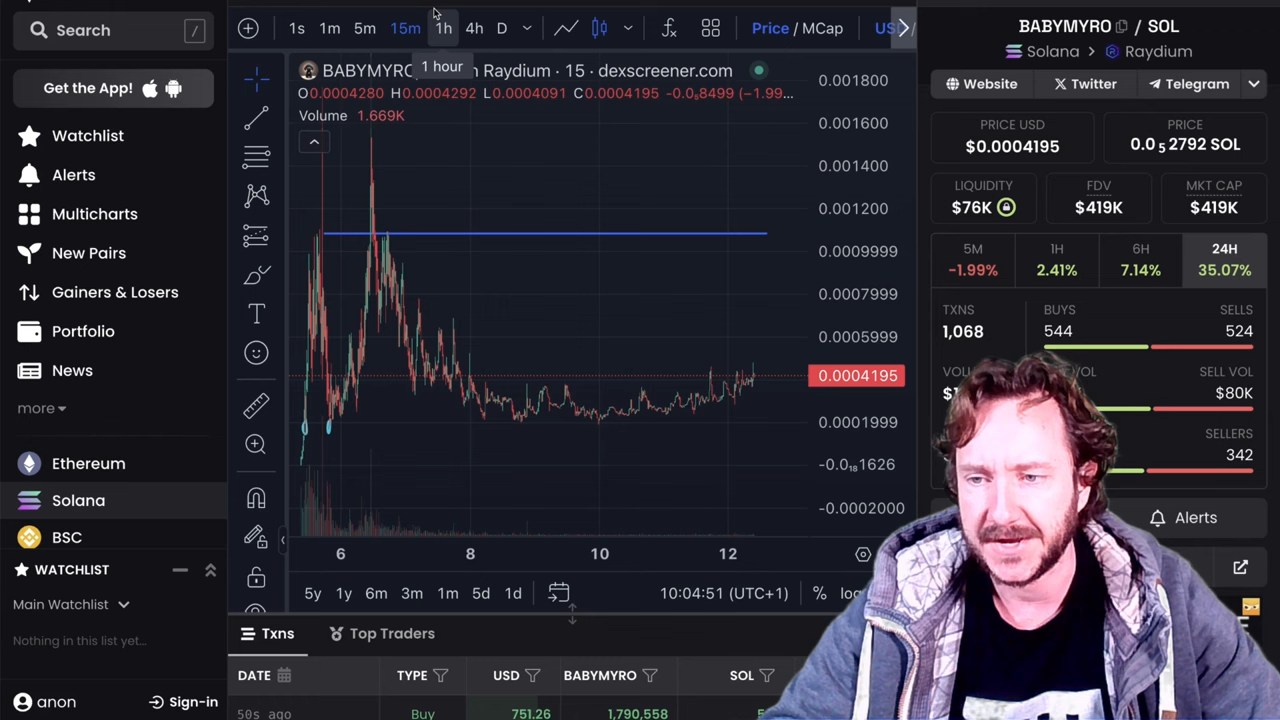 Search /
Get the App!
Watchlist
Alerts
Multicharts
New Pairs
Gainers & Losers
Portfolio
News
more
Ethereum
Solana
BSC
WATCHLIST
Main Watchlist
Nothing in this list yet...
anon Sign-in
1s 1m 5m 15m 1h 4h D Price / MCap
1 hour
BABYMYRO Raydium · 15 · dexscreener.com
O0.0004280 H0.0004292 L0.0004091 C0.0004195 -0.0₅8499 (−1.99...
Volume 1.669K
0.001800
0.001600
0.001400
0.001200
0.0009999
0.0007999
0.0005999
0.0004195
0.0001999
-0.0₁₈1626
-0.0002000
6 8 10 12
5y 1y 6m 3m 1m 5d 1d 10:04:51 (UTC+1) %
Txns Top Traders
DATE TYPE USD BABYMYRO SOL
50s ago Buy 751.26 1,790,558
BABYMYRO / SOL
Solana > Raydium
Website Twitter Telegram
PRICE USD
$0.0004195
PRICE
0.0₅2792 SOL
LIQUIDITY
$76K
FDV
$419K
MKT CAP
$419K
5M
-1.99%
1H
2.41%
6H
7.14%
24H
35.07%
TXNS
1,068
BUYS
544
SELLS
524
SELL VOL
$80K
SELLERS
342
Alerts